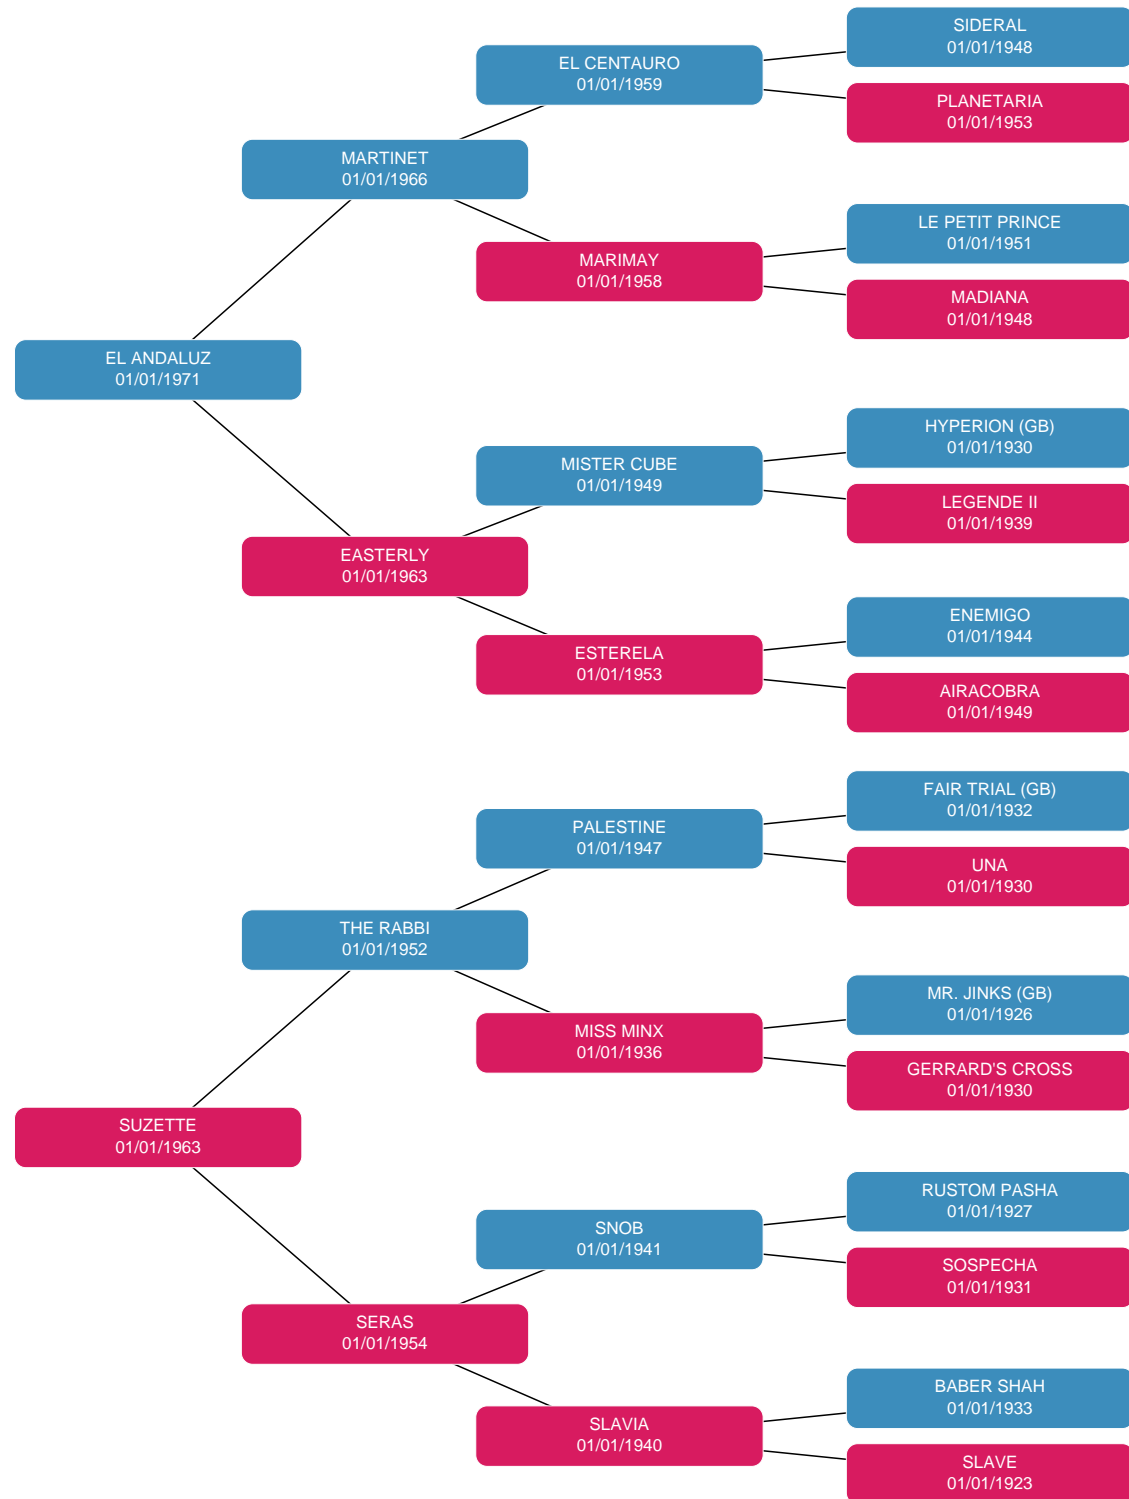 SIDERAL
01/01/1948
EL CENTAURO
01/01/1959
PLANETARIA
01/01/1953
MARTINET
01/01/1966
LE PETIT PRINCE
01/01/1951
MARIMAY
01/01/1958
MADIANA
01/01/1948
EL ANDALUZ
01/01/1971
HYPERION (GB)
01/01/1930
MISTER CUBE
01/01/1949
LEGENDE II
01/01/1939
EASTERLY
01/01/1963
ENEMIGO
01/01/1944
ESTERELA
01/01/1953
AIRACOBRA
01/01/1949
FAIR TRIAL (GB)
01/01/1932
PALESTINE
01/01/1947
UNA
01/01/1930
THE RABBI
01/01/1952
MR. JINKS (GB)
01/01/1926
MISS MINX
01/01/1936
GERRARD'S CROSS
01/01/1930
SUZETTE
01/01/1963
RUSTOM PASHA
01/01/1927
SNOB
01/01/1941
SOSPECHA
01/01/1931
SERAS
01/01/1954
BABER SHAH
01/01/1933
SLAVIA
01/01/1940
SLAVE
01/01/1923